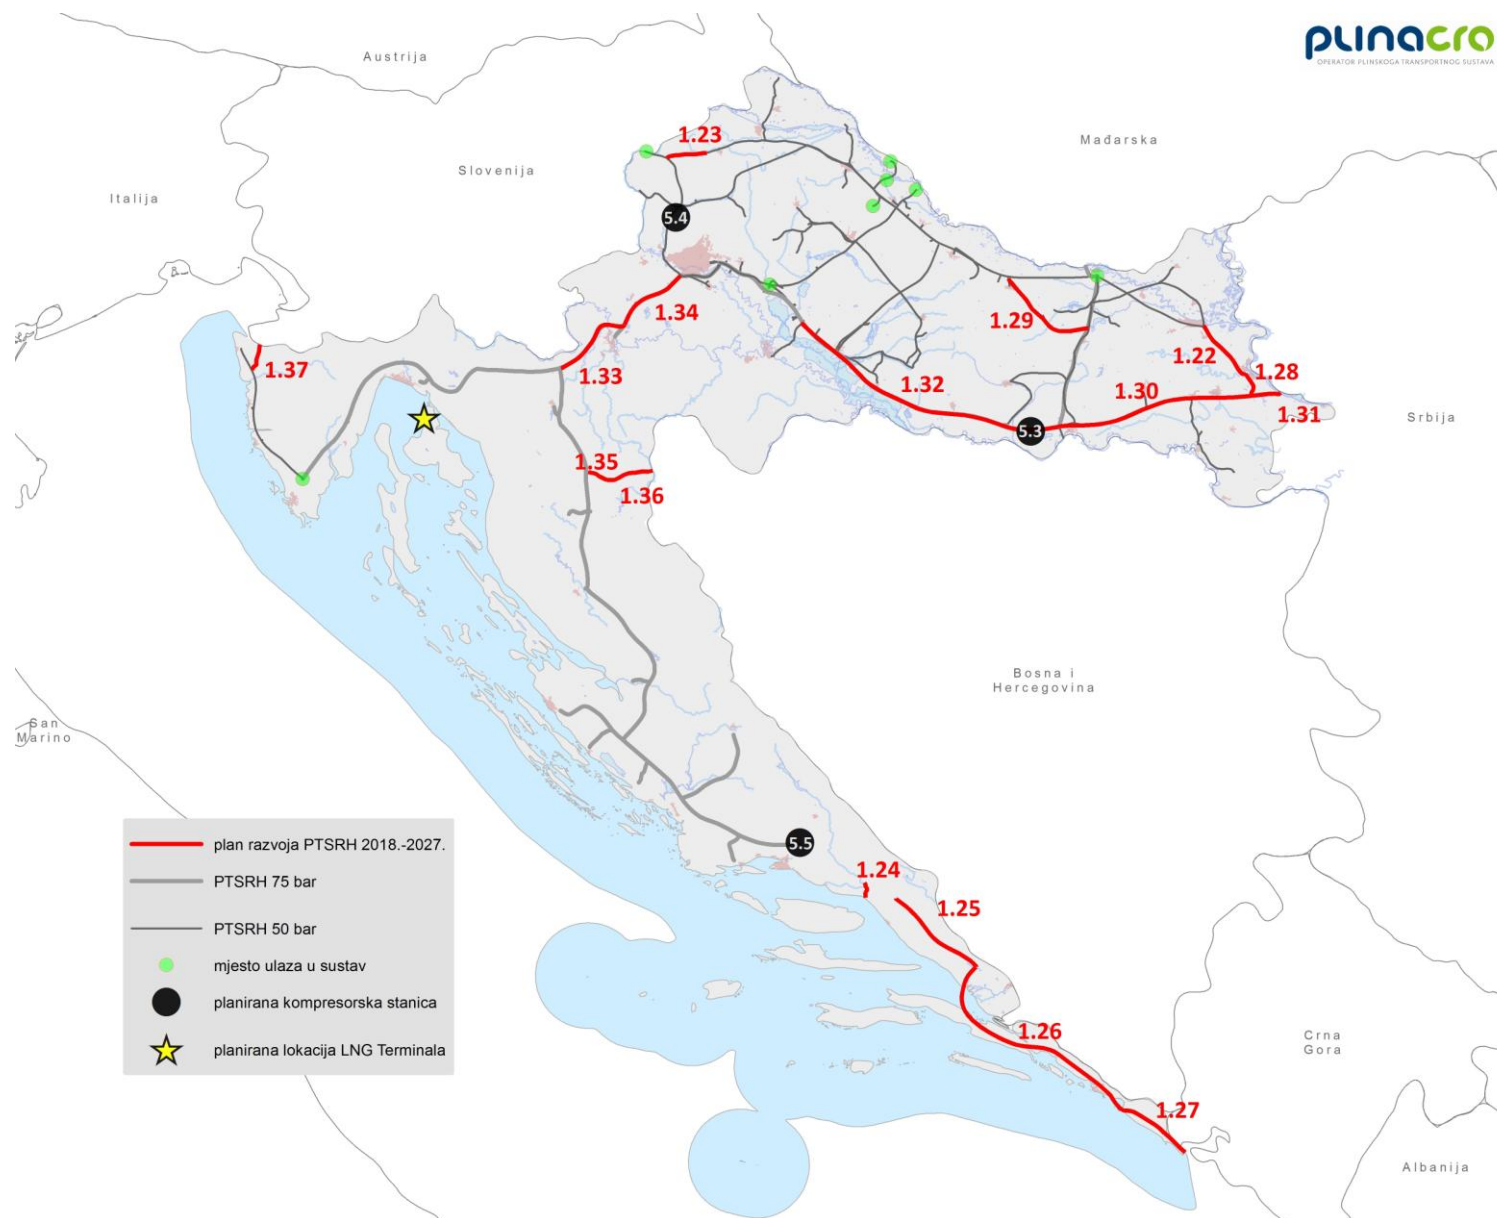 plinacro
OPERATOR PLINSKOGA TRANSPORTNOG SUSTAVA
Austrija
Mađarska
1.23
Slovenija
Italija
5.4
1.34
1.29
1.22
1.37
1.33
1.28
1.32
1.30
1.31
Srbija
5.3
1.35
1.36
Bosna i
Hercegovina
San
Marino
plan razvoja PTSRH 2018.-2027.
PTSRH 75 bar
PTSRH 50 bar
mjesto ulaza u sustav
planirana kompresorska stanica
planirana lokacija LNG Terminala
5.5
1.24
1.25
1.26
Crna
Gora
1.27
Albanija